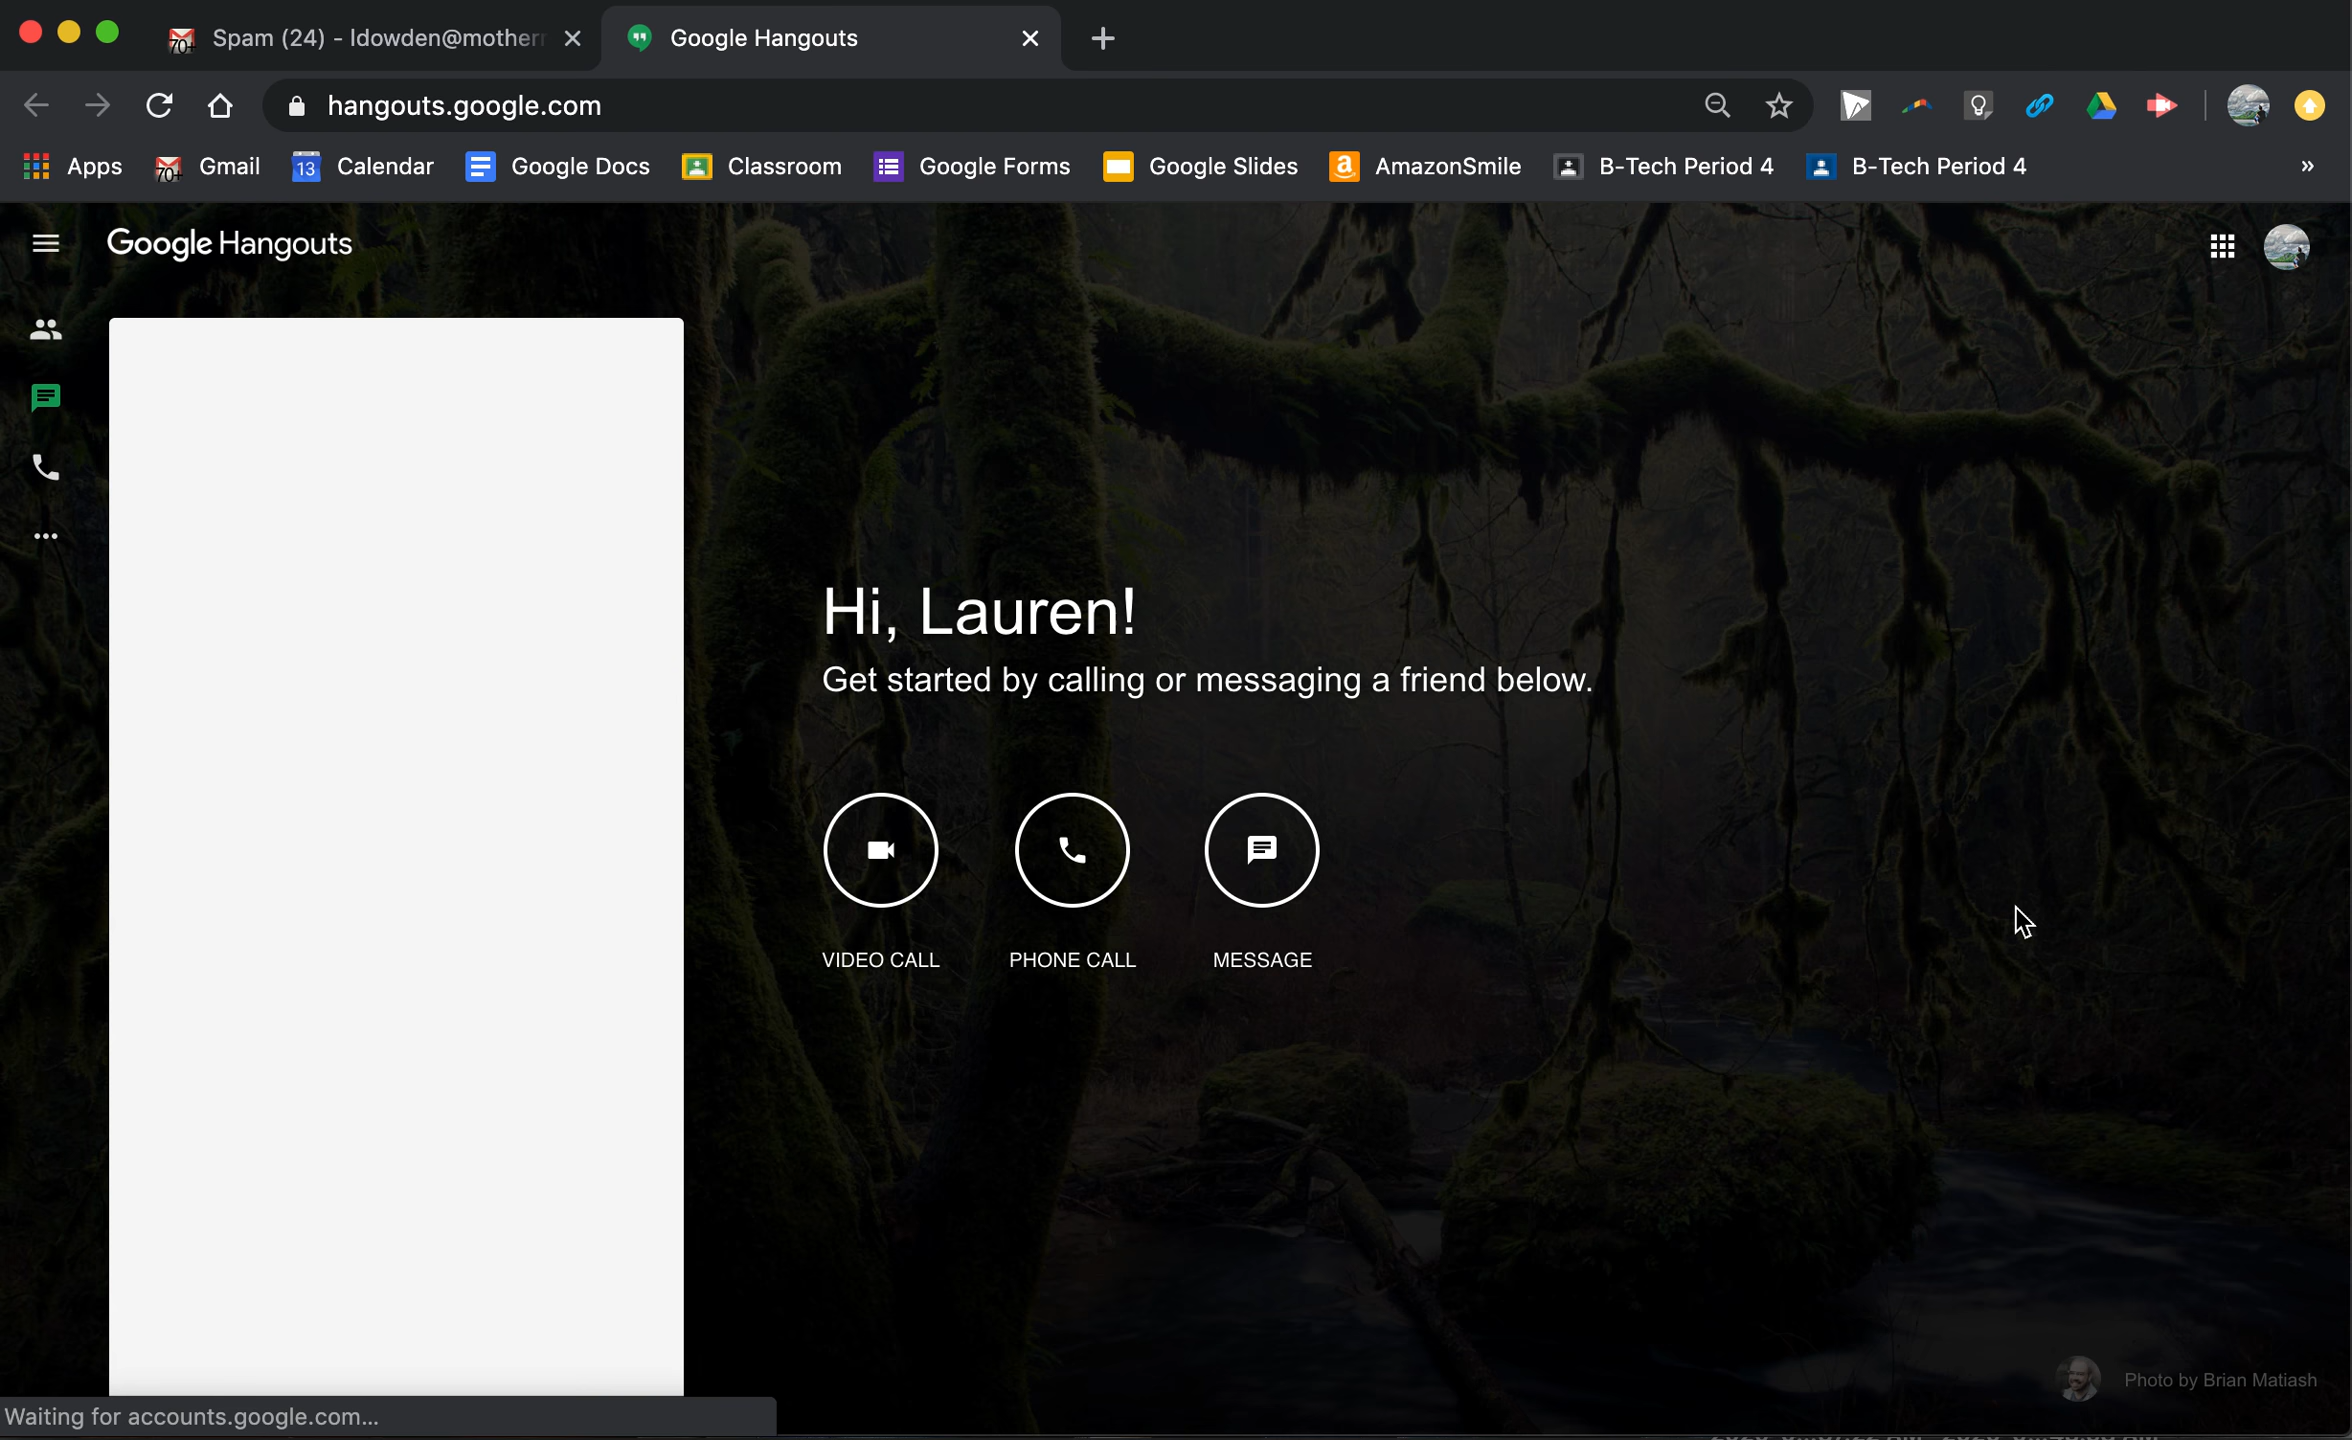 Spam (24) - ldowden@mothern
Google Hangouts
hangouts.google.com
Apps
70+
Gmail
13
Calendar
Google Docs
Classroom
Google Forms
Google Slides
AmazonSmile
B-Tech Period 4
B-Tech Period 4
»
Google Hangouts
Hi, Lauren!
Get started by calling or messaging a friend below.
VIDEO CALL
PHONE CALL
MESSAGE
Photo by Brian Matiash
Waiting for accounts.google.com...